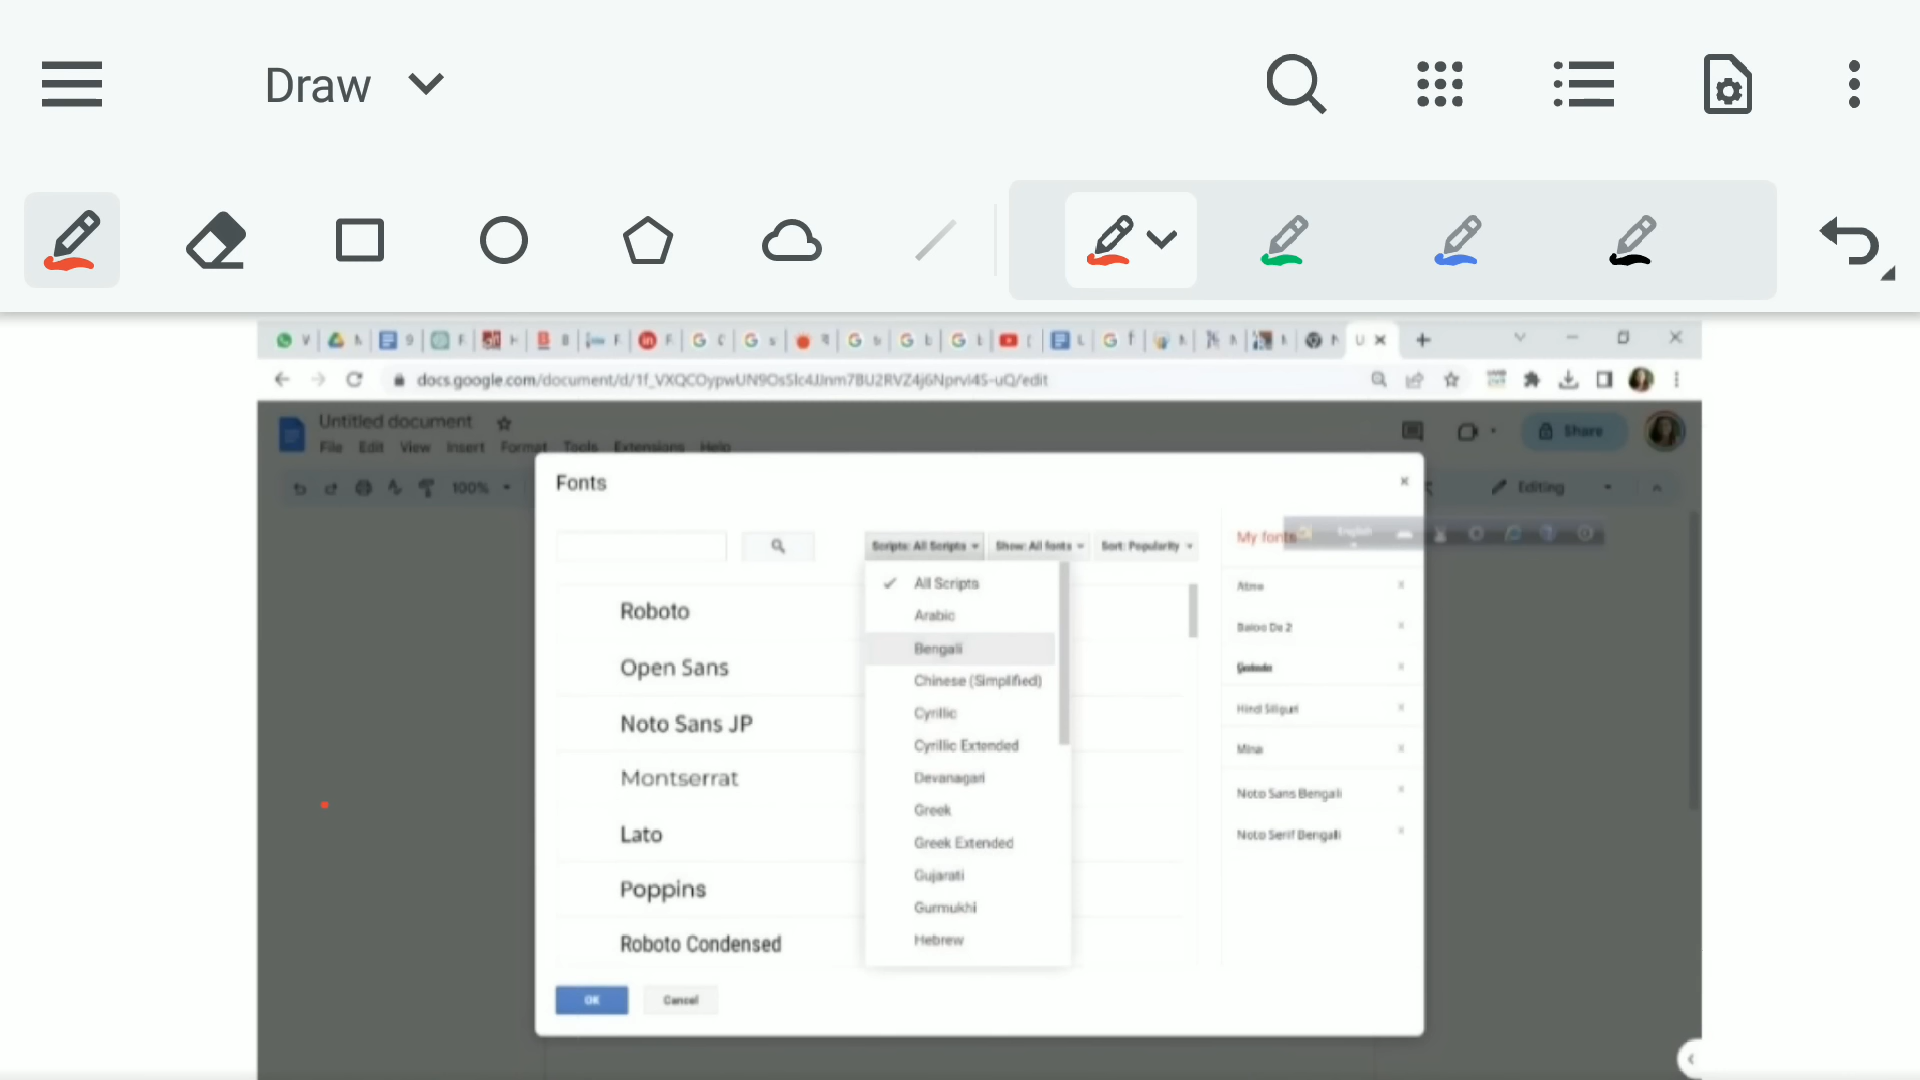 Draw
docs.google.com/document/d/
Untitled document
File Edit View Insert Format Tools Extensions Help
Share
100%
Editing
Fonts
English
Scripts: All Scripts Show: All fonts Sort: Popularity
My fonts
All Scripts
Arabic
Bengali
Chinese (Simplified)
Cyrillic
Cyrillic Extended
Devanagari
Greek
Greek Extended
Gujarati
Gurmukhi
Hebrew
Roboto
Open Sans
Noto Sans JP
Montserrat
Lato
Poppins
Roboto Condensed
Atma
Baloo Da 2
Galada
Hind Siliguri
Mina
Noto Sans Bengali
Noto Serif Bengali
OK Cancel